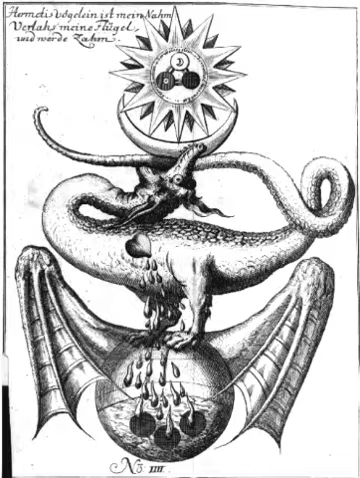 Hermetis vögelein ist mein Nahm
Verlahs meine Flügel
und werde Zahm.
No: IIII.